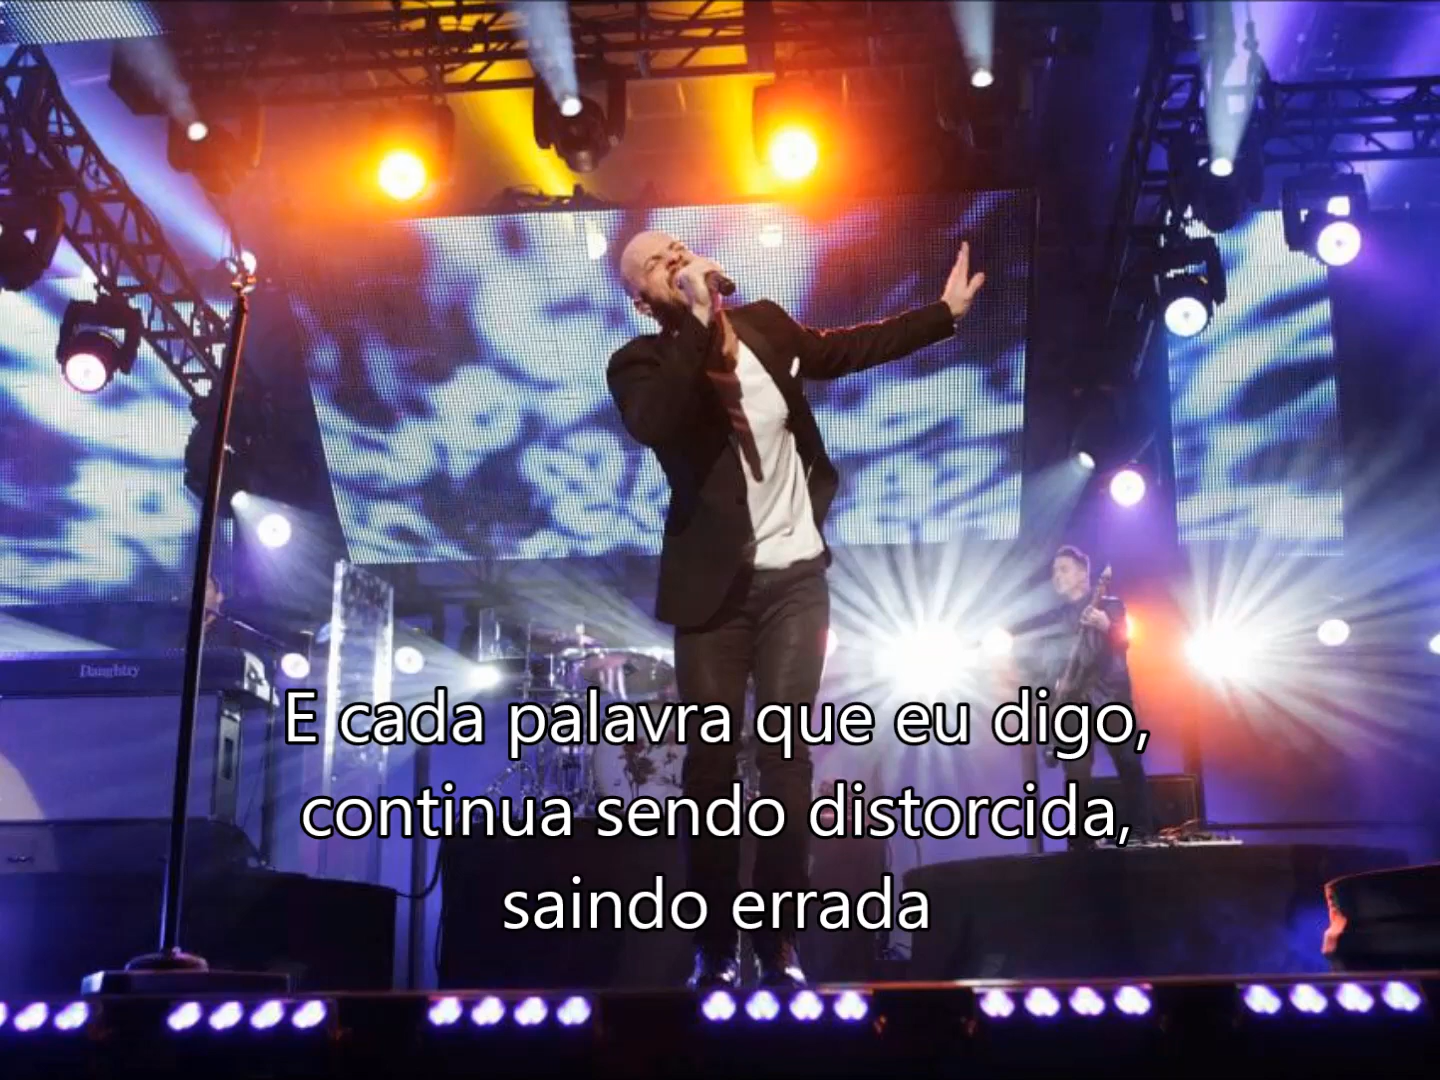 Daughtry
E cada palavra que eu digo,
continua sendo distorcida,
saindo errada